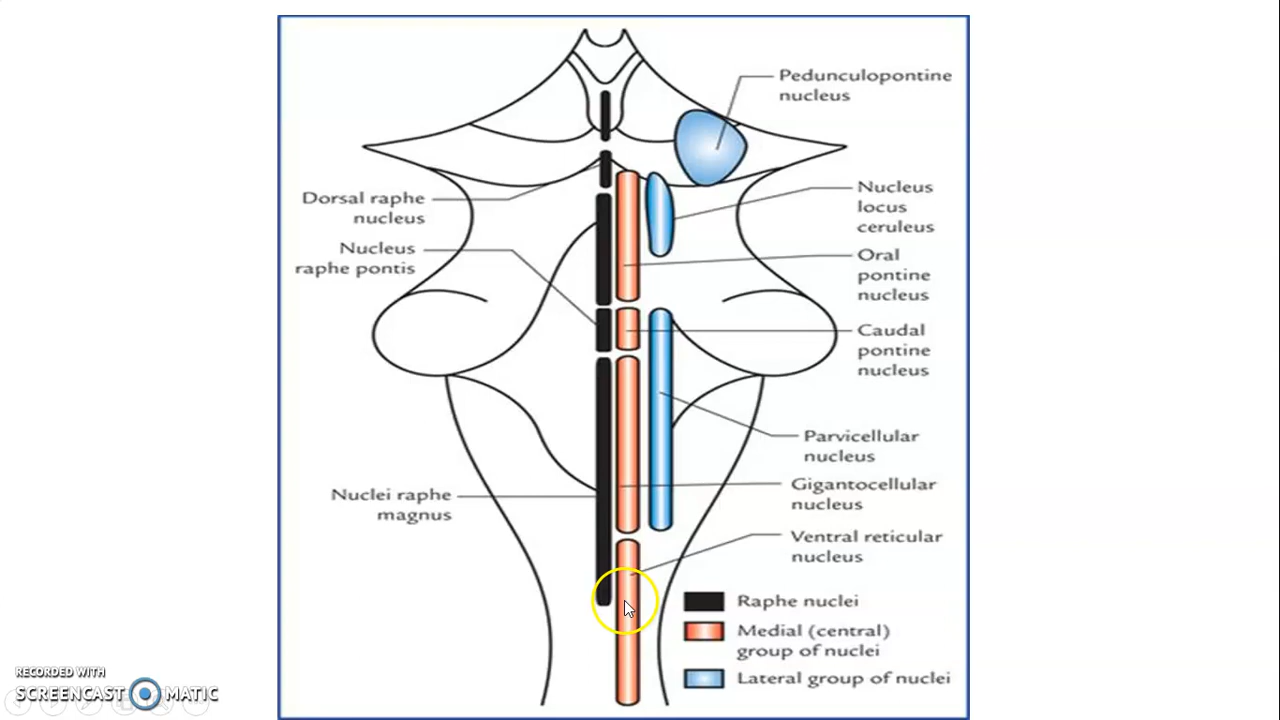 Pedunculopontine
nucleus
Dorsal raphe
nucleus
Nucleus
raphe pontis
Nucleus
locus
ceruleus
Oral
pontine
nucleus
Caudal
pontine
nucleus
Parvicellular
nucleus
Nuclei raphe
magnus
Gigantocellular
nucleus
Ventral reticular
nucleus
Raphe nuclei
Medial (central)
group of nuclei
Lateral group of nuclei
RECORDED WITH
SCREENCAST MATIC